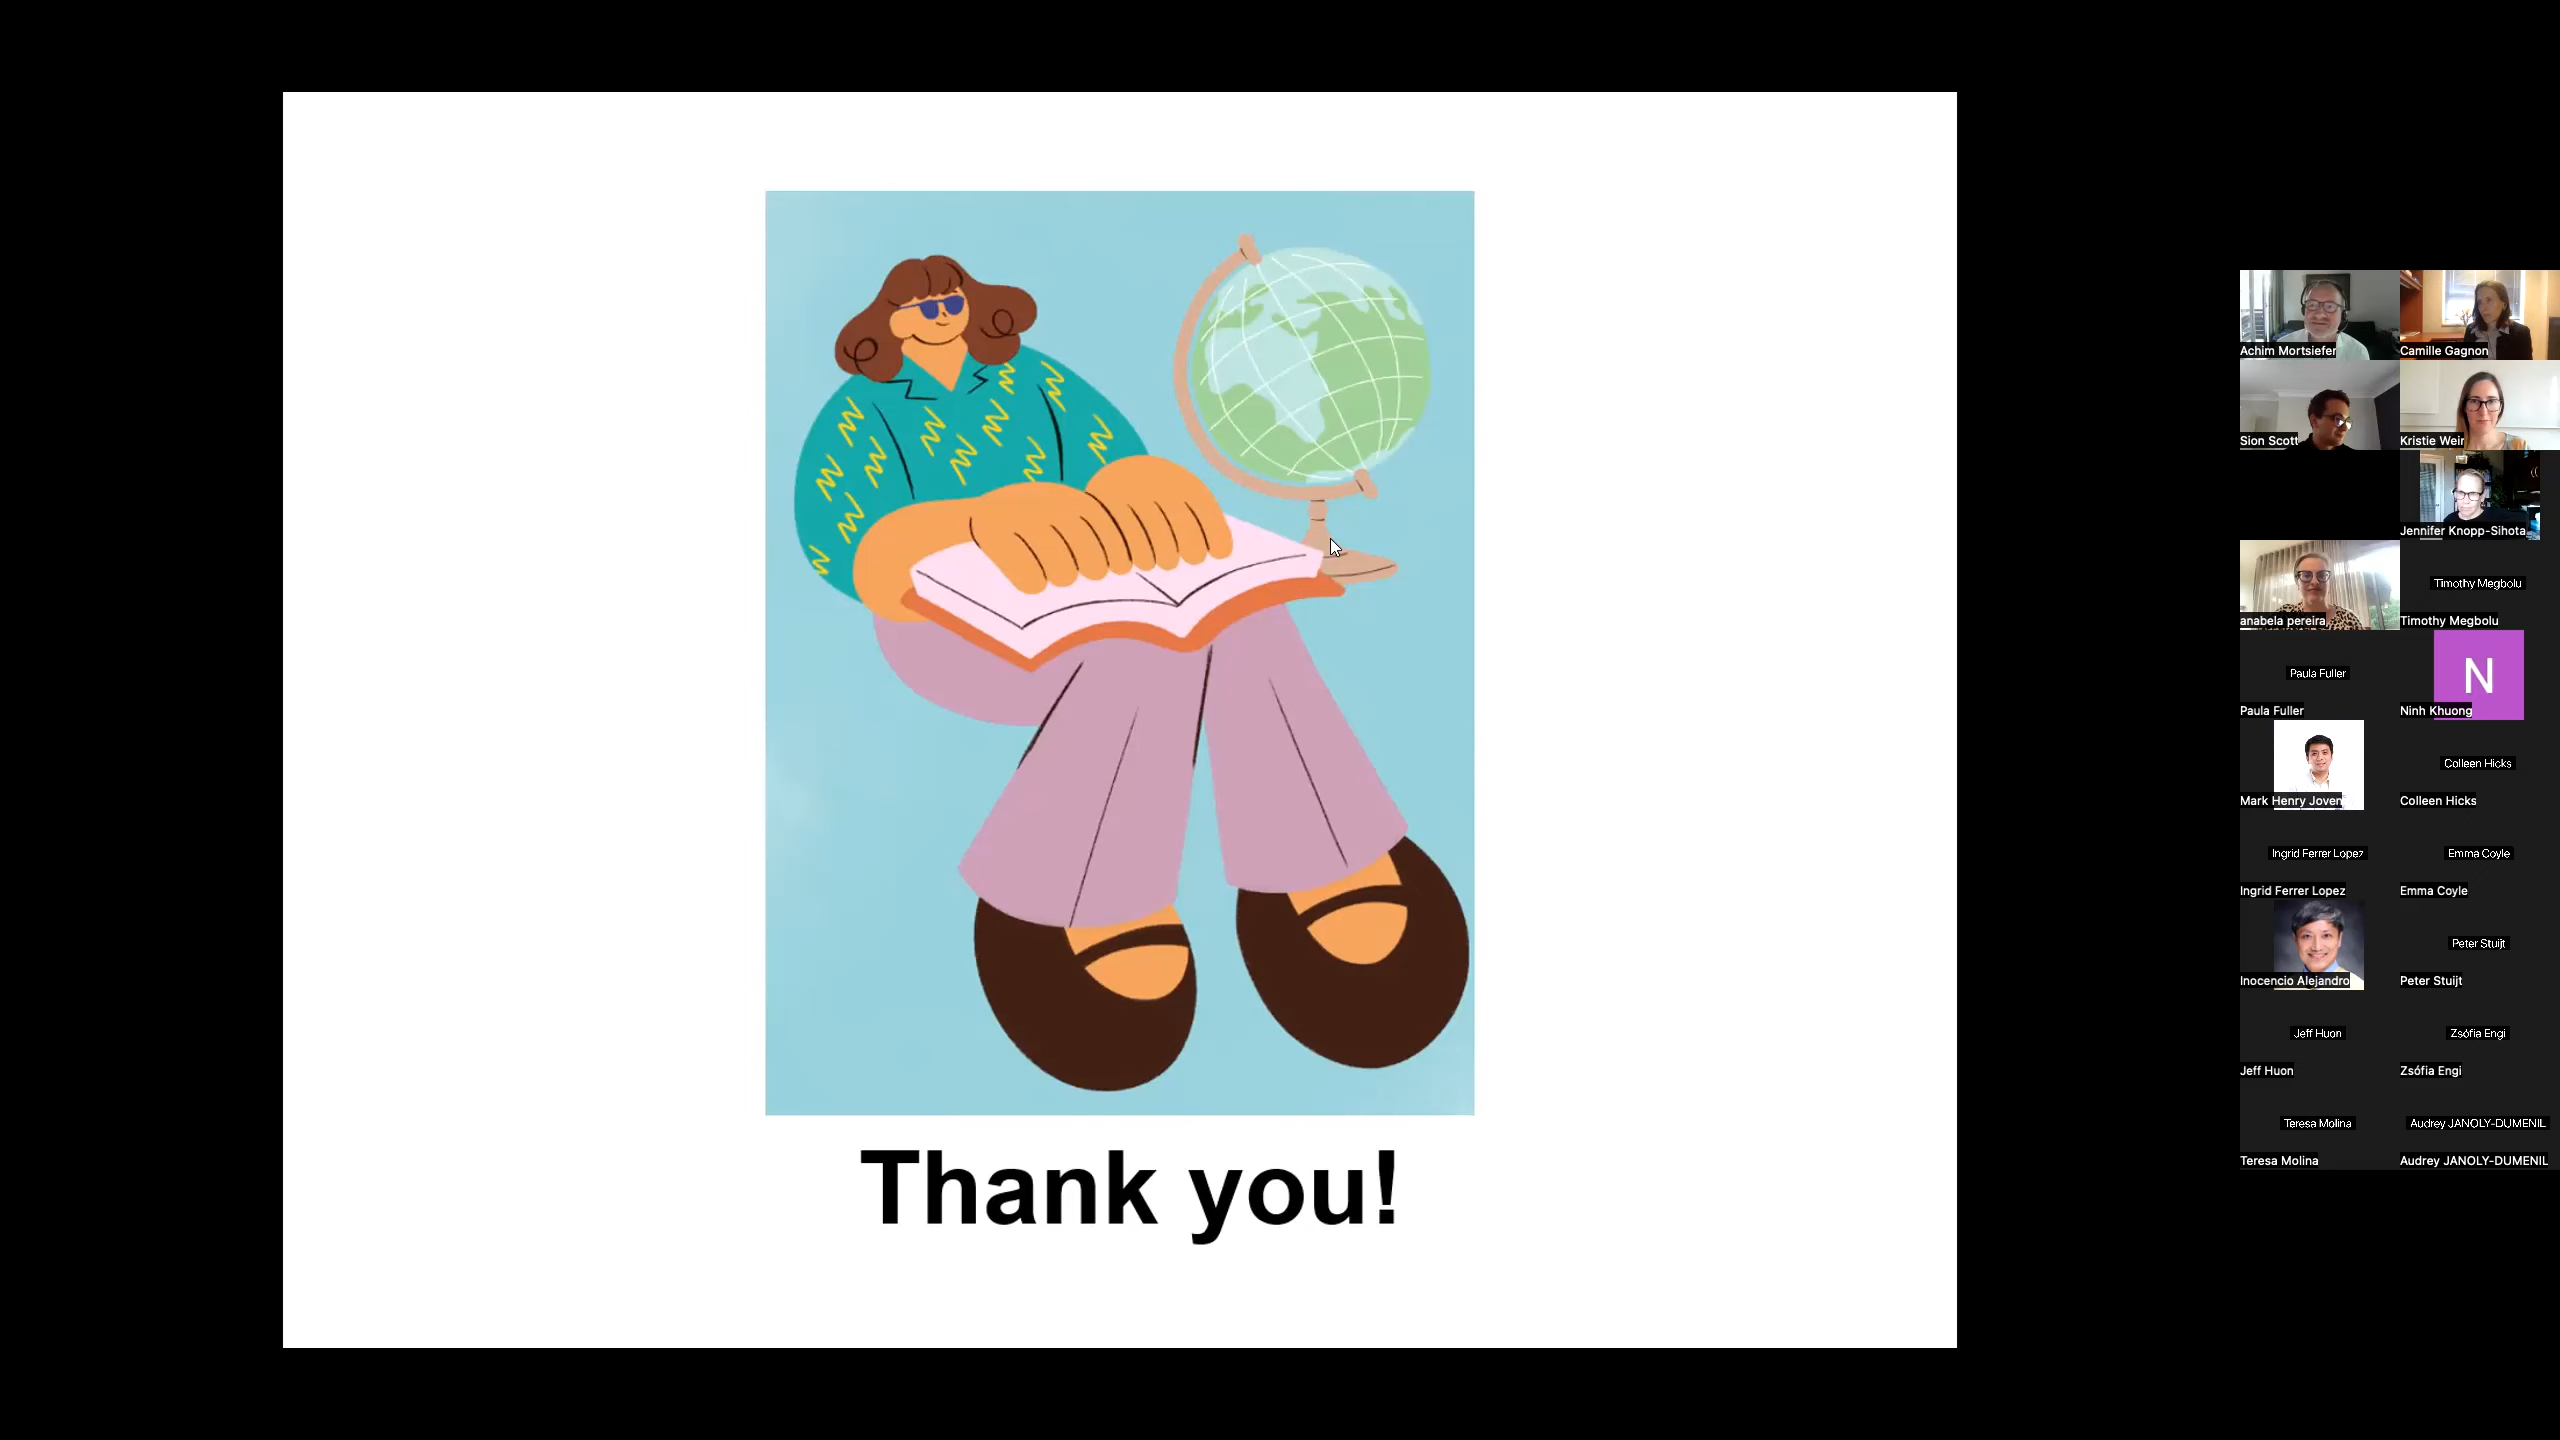 Thank you!
Achim Mortsiefer
Camille Gagnon
Sion Scott
Kristie Weir
Jennifer Knopp-Sihota
anabela pereira
Timothy Megbolu
Timothy Megbolu
Paula Fuller
Paula Fuller
N
Ninh Khuong
Mark Henry Joven
Colleen Hicks
Colleen Hicks
Ingrid Ferrer Lopez
Ingrid Ferrer Lopez
Emma Coyle
Emma Coyle
Inocencio Alejandro
Peter Stuijt
Peter Stuijt
Jeff Huon
Jeff Huon
Zsófia Engi
Zsófia Engi
Teresa Molina
Teresa Molina
Audrey JANOLY-DUMENIL
Audrey JANOLY-DUMENIL